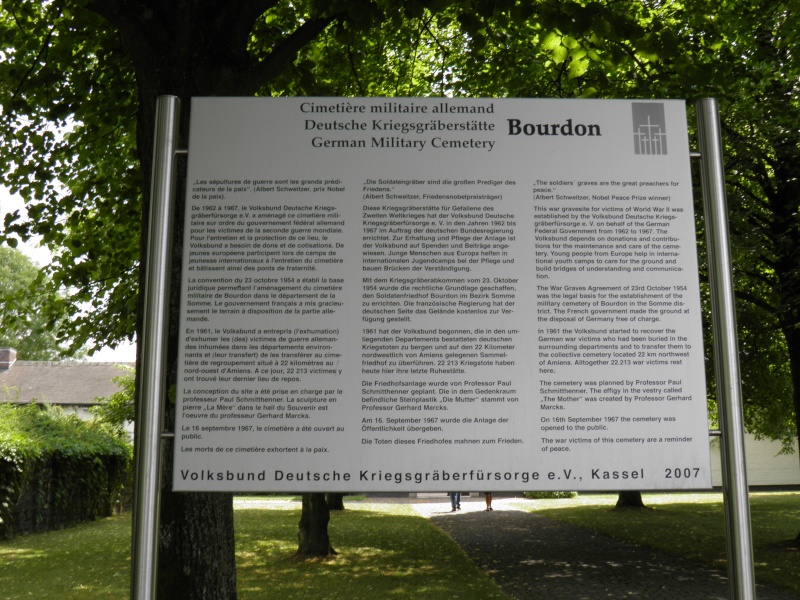 Cimetière militaire allemand
Deutsche Kriegsgräberstätte
German Military Cemetery
Bourdon
„Les sépultures de guerre sont les grands prédi-
cateurs de la paix". (Albert Schweitzer, prix Nobel
de la paix).
De 1962 à 1967, le Volksbund Deutsche Kriegs-
gräberfürsorge e.V. a aménagé ce cimetière mili-
taire sur ordre du gouvernement fédéral allemand
pour les victimes de la seconde guerre mondiale.
Pour l'entretien et la protection de ce lieu, le
Volksbund a besoin de dons et de cotisations. De
jeunes européens participent lors de camps de
jeunesse internationaux à l'entretien du cimetière
et bâtissent ainsi des ponts de fraternité.
La convention du 23 octobre 1954 a établi la base
juridique permettant l'aménagement du cimetière
militaire de Bourdon dans le département de la
Somme. Le gouvernement français a mis gracieu-
sement le terrain à disposition de la partie alle-
mande.
En 1961, le Volksbund a entrepris (l'exhumation)
d'exhumer les (des) victimes de guerre alleman-
des inhumées dans les départements environ-
nants et (leur transfert) de les transférer au cime-
tière de regroupement situé à 22 kilomètres au /
nord-ouest d'Amiens. A ce jour, 22 213 victimes y
ont trouvé leur dernier lieu de repos.
La conception du site a été prise en charge par le
professeur Paul Schmitthenner. La sculpture en
pierre „La Mère" dans le hall du Souvenir est
l'oeuvre du professeur Gerhard Marcks.
Le 16 septembre 1967, le cimetière a été ouvert au
public.
Les morts de ce cimetière exhortent à la paix.
„Die Soldatengräber sind die großen Prediger des
Friedens."
(Albert Schweitzer, Friedensnobelpreisträger)
Diese Kriegsgräberstätte für Gefallene des
Zweiten Weltkrieges hat der Volksbund Deutsche
Kriegsgräberfürsorge e.V. in den Jahren 1962 bis
1967 im Auftrag der deutschen Bundesregierung
errichtet. Zur Erhaltung und Pflege der Anlage ist
der Volksbund auf Spenden und Beiträge ange-
wiesen. Junge Menschen aus Europa helfen in
internationalen Jugendcamps bei der Pflege und
bauen Brücken der Verständigung.
Mit dem Kriegsgräberabkommen vom 23. Oktober
1954 wurde die rechtliche Grundlage geschaffen,
den Soldatenfriedhof Bourdon im Bezirk Somme
zu errichten. Die französische Regierung hat der
deutschen Seite das Gelände kostenlos zur Ver-
fügung gestellt.
1961 hat der Volksbund begonnen, die in den um-
liegenden Departements bestatteten deutschen
Kriegstoten zu bergen und auf den 22 Kilometer
nordwestlich von Amiens gelegenen Sammel-
friedhof zu überführen. 22 213 Kriegstote haben
heute hier ihre letzte Ruhestätte.
Die Friedhofsanlage wurde von Professor Paul
Schmitthenner geplant. Die in dem Gedenkraum
befindliche Steinplastik „Die Mutter" stammt von
Professor Gerhard Marcks.
Am 16. September 1967 wurde die Anlage der
Öffentlichkeit übergeben.
Die Toten dieses Friedhofes mahnen zum Frieden.
„The soldiers' graves are the great preachers for
peace."
(Albert Schweitzer, Nobel Peace Prize winner)
This war gravesite for victims of World War II was
established by the Volksbund Deutsche Kriegs-
gräberfürsorge e. V. on behalf of the German
Federal Government from 1962 to 1967. The
Volksbund depends on donations and contribu-
tions for the maintenance and care of the ceme-
tery. Young people from Europe help in interna-
tional youth camps to care for the ground and
build bridges of understanding and communica-
tion.
The War Graves Agreement of 23rd October 1954
was the legal basis for the establishment of the
military cemetery of Bourdon in the Somme dis-
trict. The French government made the ground at
the disposal of Germany free of charge.
In 1961 the Volksbund started to recover the
German war victims who had been buried in the
surrounding departments and to transfer them to
the collective cemetery located 22 km northwest
of Amiens. Alltogether 22.213 war victims rest
here.
The cemetery was planned by Professor Paul
Schmitthenner. The effigy in the vestry called
„The Mother" was created by Professor Gerhard
Marcks.
On 16th September 1967 the cemetery was
opened to the public.
The war victims of this cemetery are a reminder
of peace.
Volksbund Deutsche Kriegsgräberfürsorge e.V., Kassel 2007